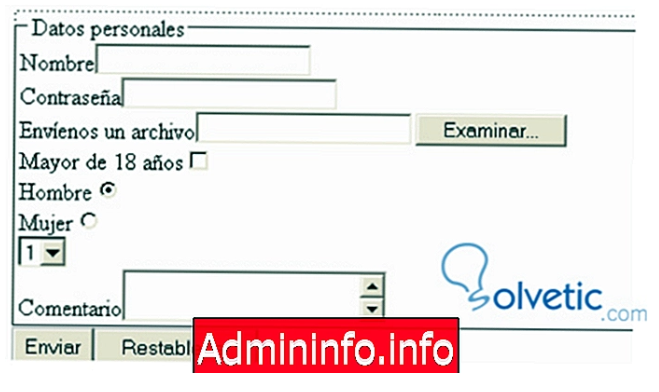 Datos personales
Nombre
Contraseña
Envíenos un archivo Examinar...
Mayor de 18 años
Hombre
Mujer
1
Comentario
solvetic.com
Enviar
Admininfo.info